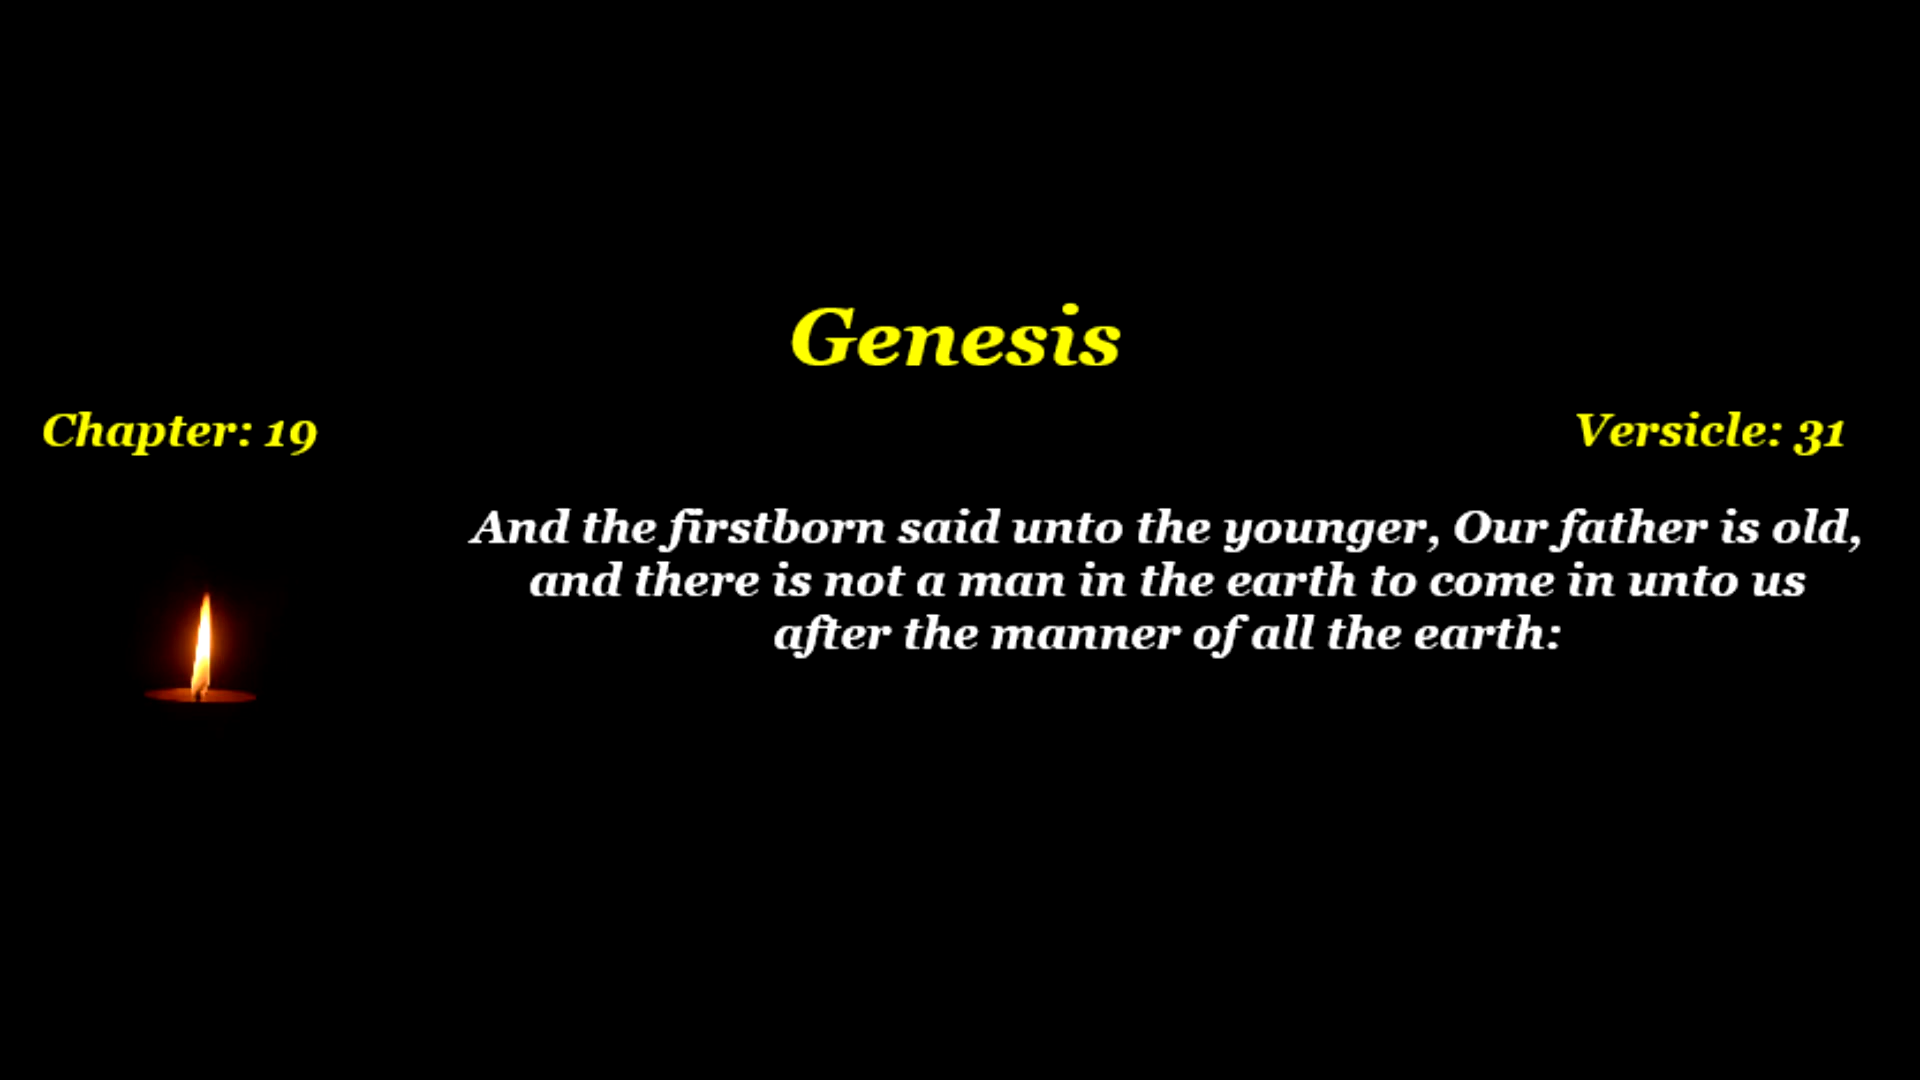 Genesis
Chapter: 19
Versicle: 31
And the firstborn said unto the younger, Our father is old,
and there is not a man in the earth to come in unto us
after the manner of all the earth: